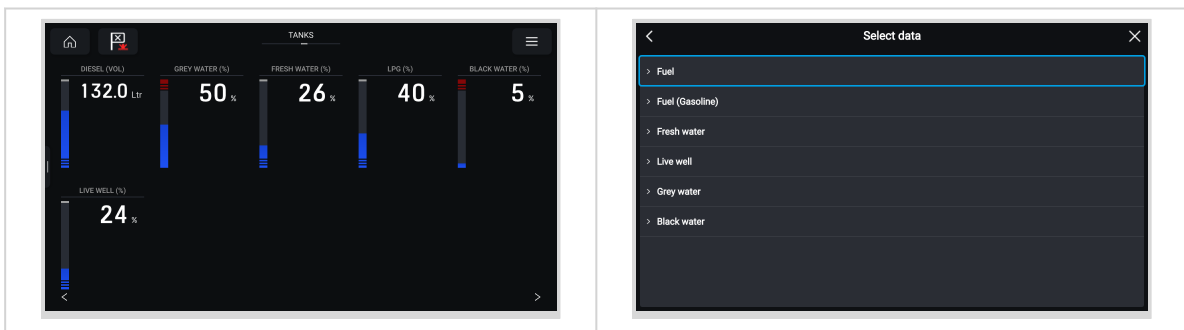 TANKS
DIESEL (VOL)
132.0 Ltr
GREY WATER (%)
50 %
FRESH WATER (%)
26 %
LPG (%)
40 %
BLACK WATER (%)
5 %
LIVE WELL (%)
24 %
Select data
Fuel
Fuel (Gasoline)
Fresh water
Live well
Grey water
Black water